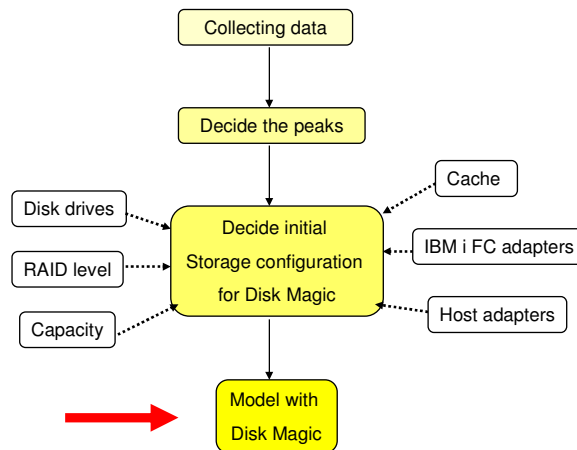 Collecting data
Decide the peaks
Cache
Disk drives
Decide initial
Storage configuration
for Disk Magic
IBM i FC adapters
RAID level
Host adapters
Capacity
Model with
Disk Magic